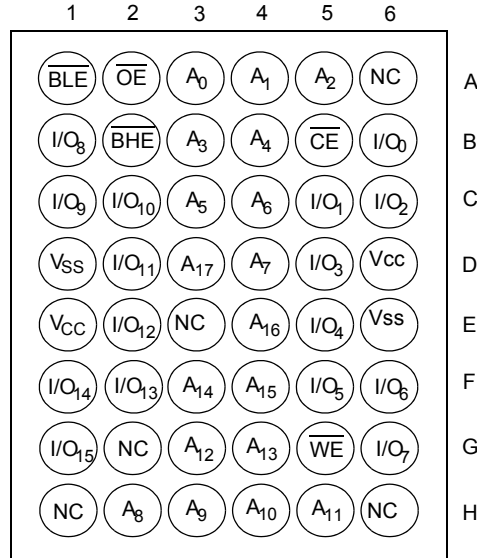 1 2 3 4 5 6
BLE OE A0 A1 A2 NC A
I/O8 BHE A3 A4 CE I/O0 B
I/O9 I/O10 A5 A6 I/O1 I/O2 C
VSS I/O11 A17 A7 I/O3 Vcc D
VCC I/O12 NC A16 I/O4 Vss E
I/O14 I/O13 A14 A15 I/O5 I/O6 F
I/O15 NC A12 A13 WE I/O7 G
NC A8 A9 A10 A11 NC H